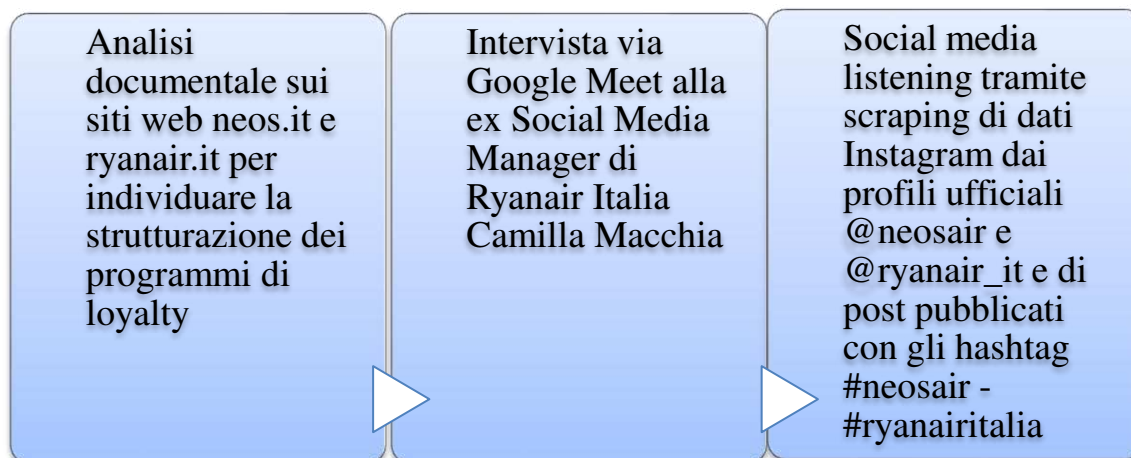 Analisi
documentale sui
siti web neos.it e
ryanair.it per
individuare la
strutturazione dei
programmi di
loyalty
Intervista via
Google Meet alla
ex Social Media
Manager di
Ryanair Italia
Camilla Macchia
Social media
listening tramite
scraping di dati
Instagram dai
profili ufficiali
@neosair e
@ryanair_it e di
post pubblicati
con gli hashtag
#neosair -
#ryanairitalia